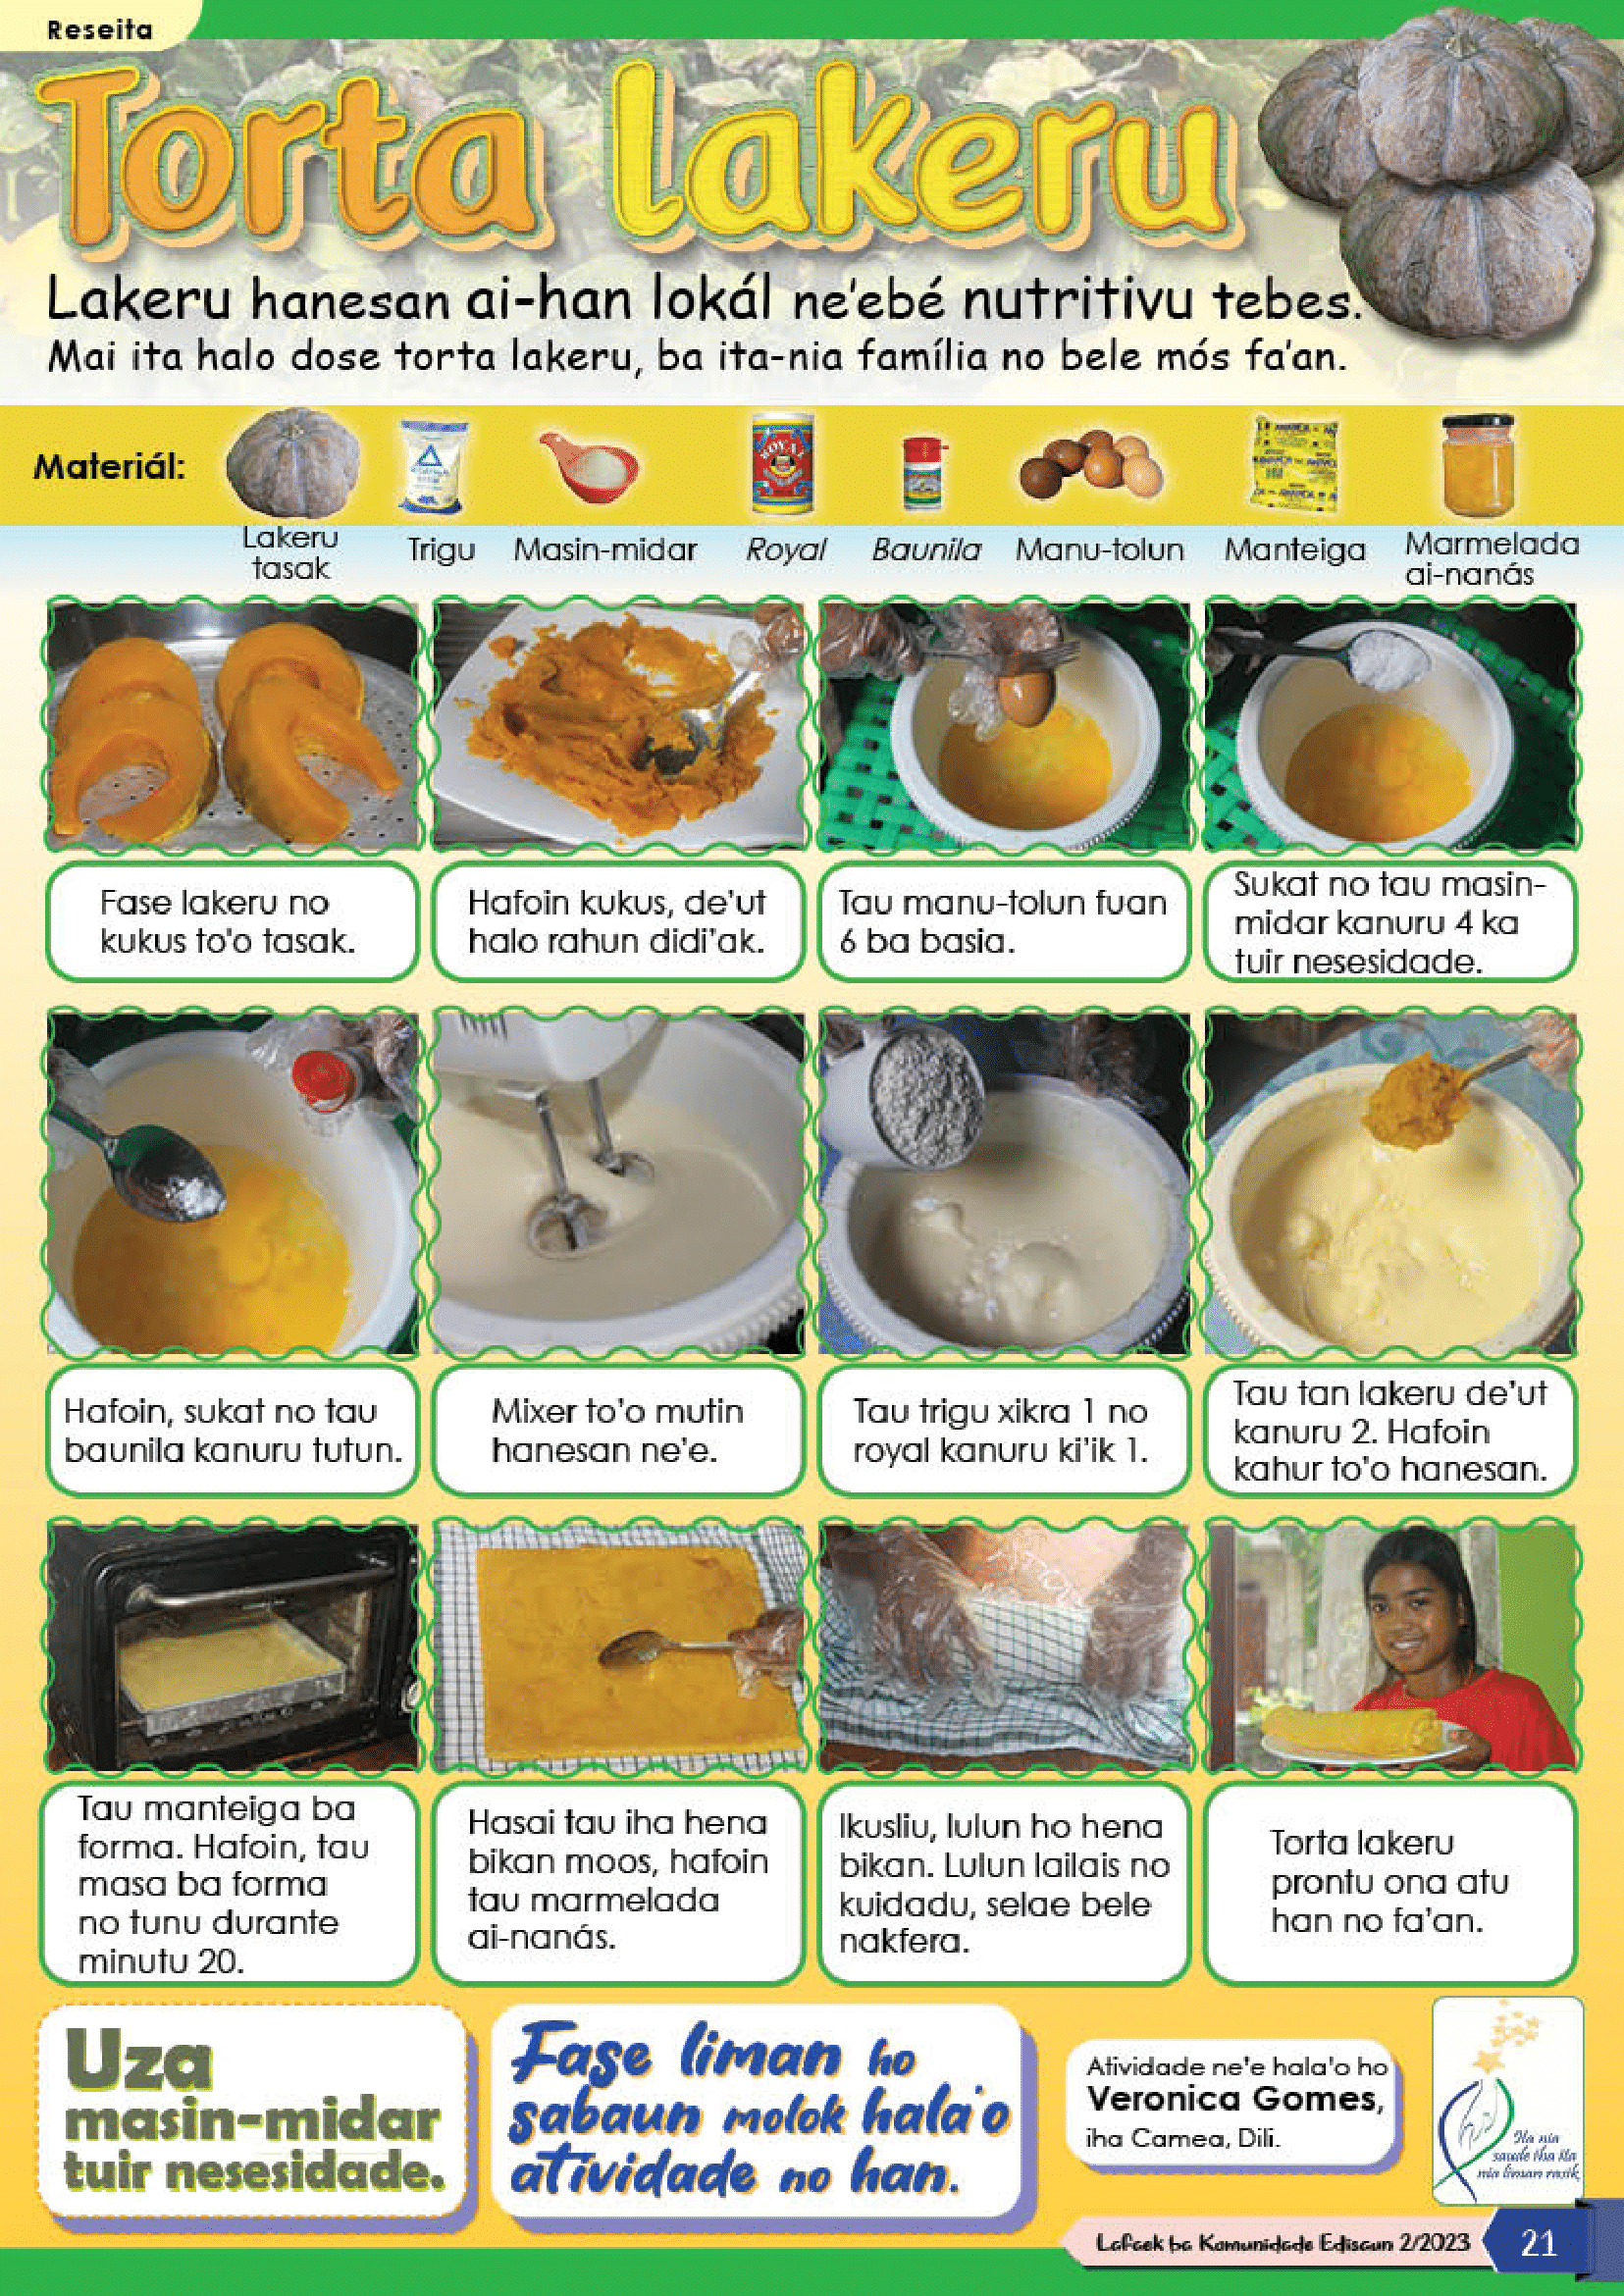 Reseita
Torta lakeru
Lakeru hanesan ai-han lokál ne'ebé nutritivu tebes.
Mai ita halo dose torta lakeru, ba ita-nia família no bele mós fa'an.
Materiál:
Lakeru
tasak
Trigu
Masin-midar
Royal
Baunila
Manu-tolun
Manteiga
Marmelada
ai-nanás
Fase lakeru no
kukus to'o tasak.
Hafoin kukus, de'ut
halo rahun didi'ak.
Tau manu-tolun fuan
6 ba basia.
Sukat no tau masin-
midar kanuru 4 ka
tuir nesesidade.
Hafoin, sukat no tau
baunila kanuru tutun.
Mixer to'o mutin
hanesan ne'e.
Tau trigu xikra 1 no
royal kanuru ki'ik 1.
Tau tan lakeru de'ut
kanuru 2. Hafoin
kahur to'o hanesan.
Tau manteiga ba
forma. Hafoin, tau
masa ba forma
no tunu durante
minutu 20.
Hasai tau iha hena
bikan moos, hafoin
tau marmelada
ai-nanás.
Ikusliu, lulun ho hena
bikan. Lulun lailais no
kuidadu, selae bele
nakfera.
Torta lakeru
prontu ona atu
han no fa'an.
Uza
masin-midar
tuir nesesidade.
Fase liman ho
sabaun molok hala'o
atividade no han.
Atividade ne'e hala'o ho
Veronica Gomes,
iha Camea, Dili.
Ita nia
saude iha ita
nia liman rasik
Lafaek ba Komunidade Edisaun 2/2023
21